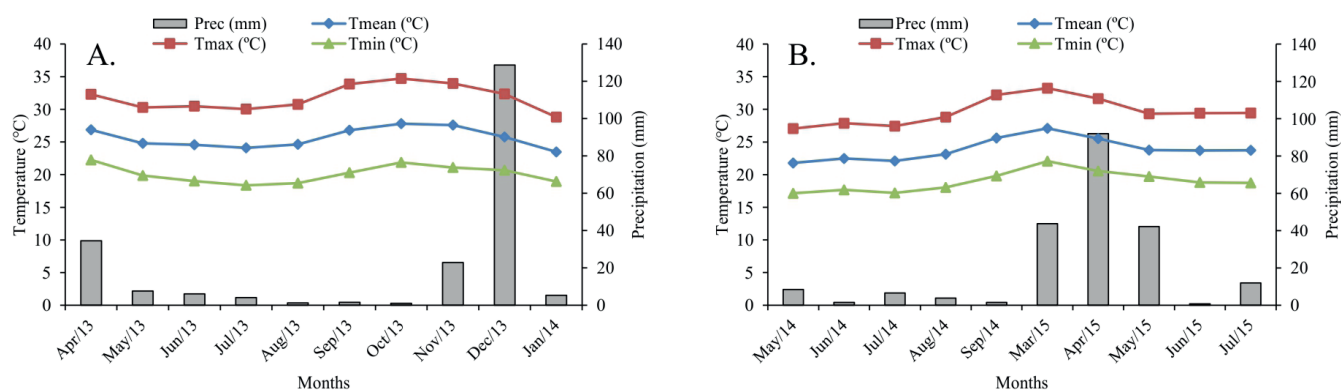 Prec (mm) Tmean (ºC)
Tmax (ºC) Tmin (ºC)
A.
40
35
30
25
20
15
10
5
0
Temperature (ºC)
140
120
100
80
60
40
20
0
Precipitation (mm)
Apr/13 May/13 Jun/13 Jul/13 Aug/13 Sep/13 Oct/13 Nov/13 Dec/13 Jan/14
Months
Prec (mm) Tmean (ºC)
Tmax (ºC) Tmin (ºC)
B.
40
35
30
25
20
15
10
5
0
Temperature (ºC)
140
120
100
80
60
40
20
0
Precipitation (mm)
May/14 Jun/14 Jul/14 Aug/14 Sep/14 Mar/15 Apr/15 May/15 Jun/15 Jul/15
Months